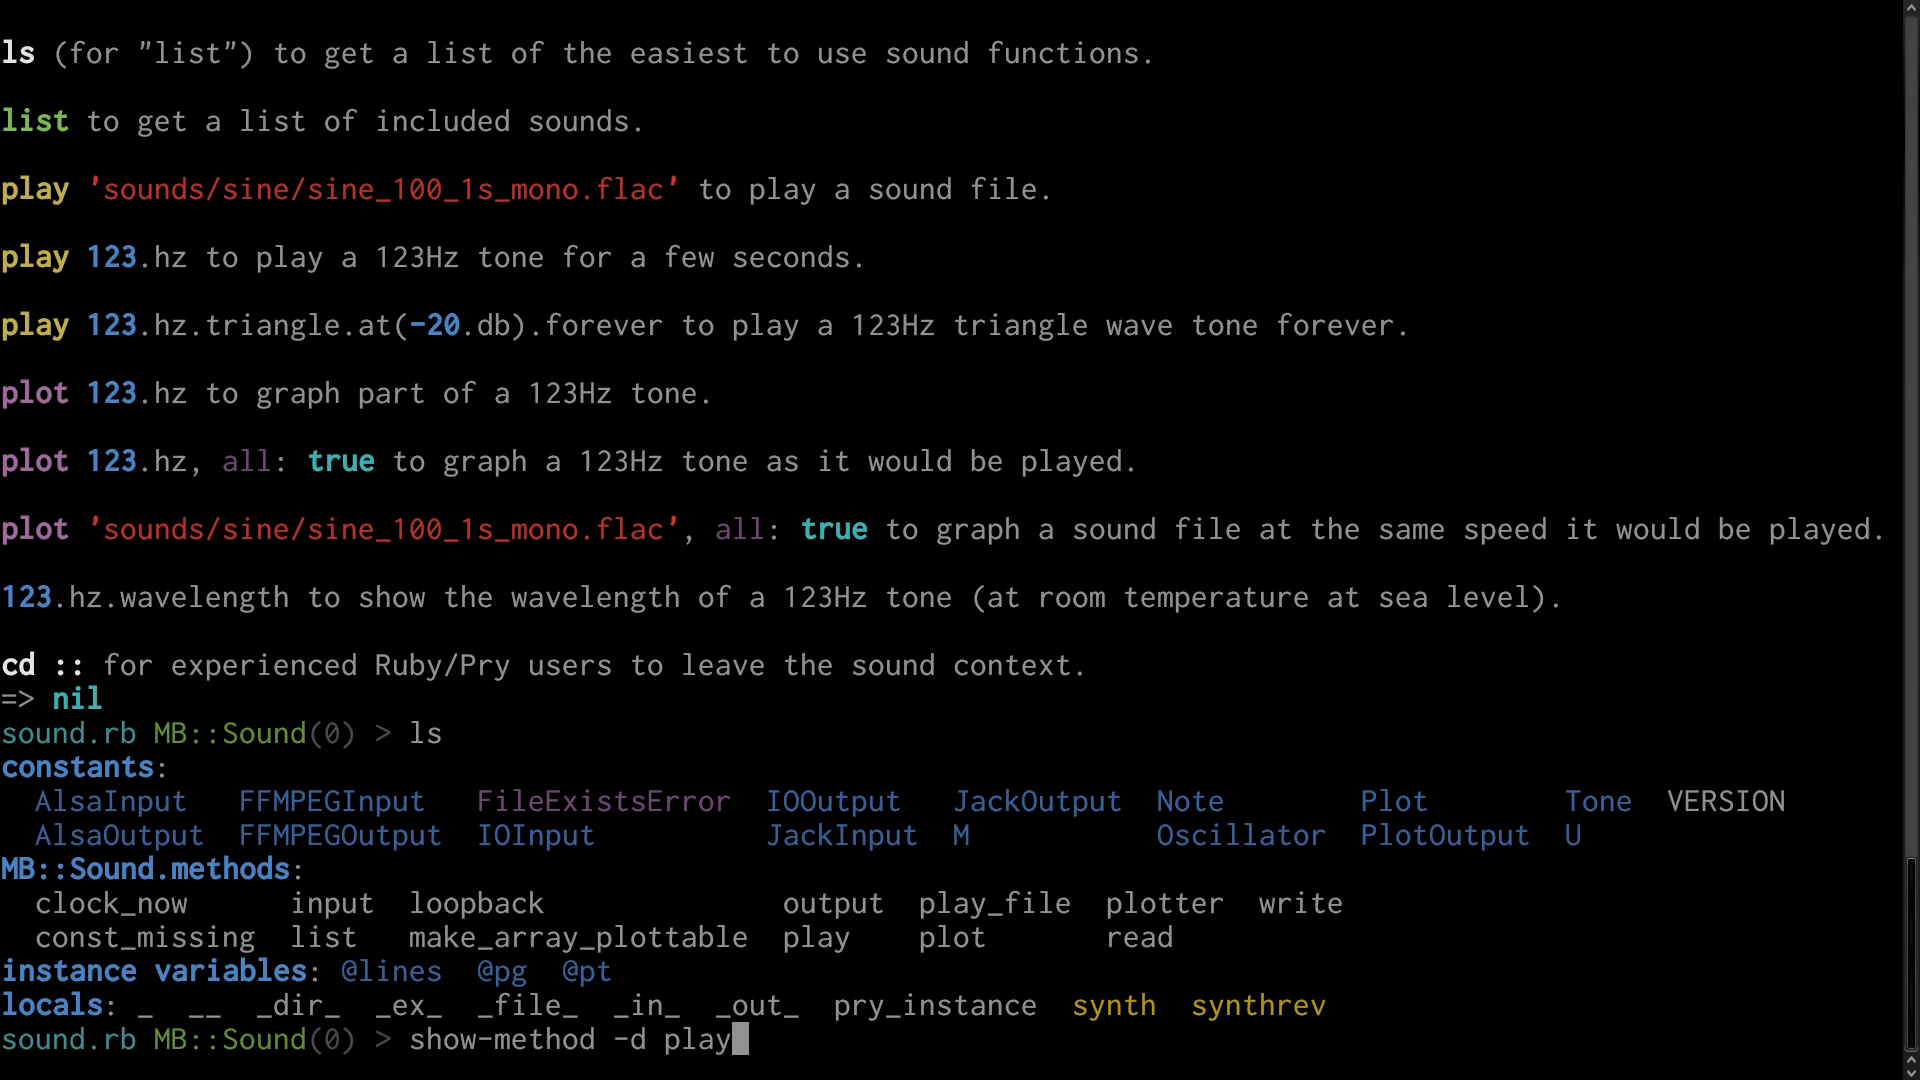 ls (for "list") to get a list of the easiest to use sound functions.
list to get a list of included sounds.
play 'sounds/sine/sine_100_1s_mono.flac' to play a sound file.
play 123.hz to play a 123Hz tone for a few seconds.
play 123.hz.triangle.at(-20.db).forever to play a 123Hz triangle wave tone forever.
plot 123.hz to graph part of a 123Hz tone.
plot 123.hz, all: true to graph a 123Hz tone as it would be played.
plot 'sounds/sine/sine_100_1s_mono.flac', all: true to graph a sound file at the same speed it would be played.
123.hz.wavelength to show the wavelength of a 123Hz tone (at room temperature at sea level).
cd :: for experienced Ruby/Pry users to leave the sound context.
=> nil
sound.rb MB::Sound(0) > ls
constants:
  AlsaInput   FFMPEGInput   FileExistsError  IOOutput   JackOutput  Note        Plot        Tone  VERSION
  AlsaOutput  FFMPEGOutput  IOInput          JackInput  M           Oscillator  PlotOutput  U
MB::Sound.methods:
  clock_now      input  loopback              output  play_file  plotter  write
  const_missing  list   make_array_plottable  play    plot       read
instance variables: @lines  @pg  @pt
locals: _  __  _dir_  _ex_  _file_  _in_  _out_  pry_instance  synth  synthrev
sound.rb MB::Sound(0) > show-method -d play